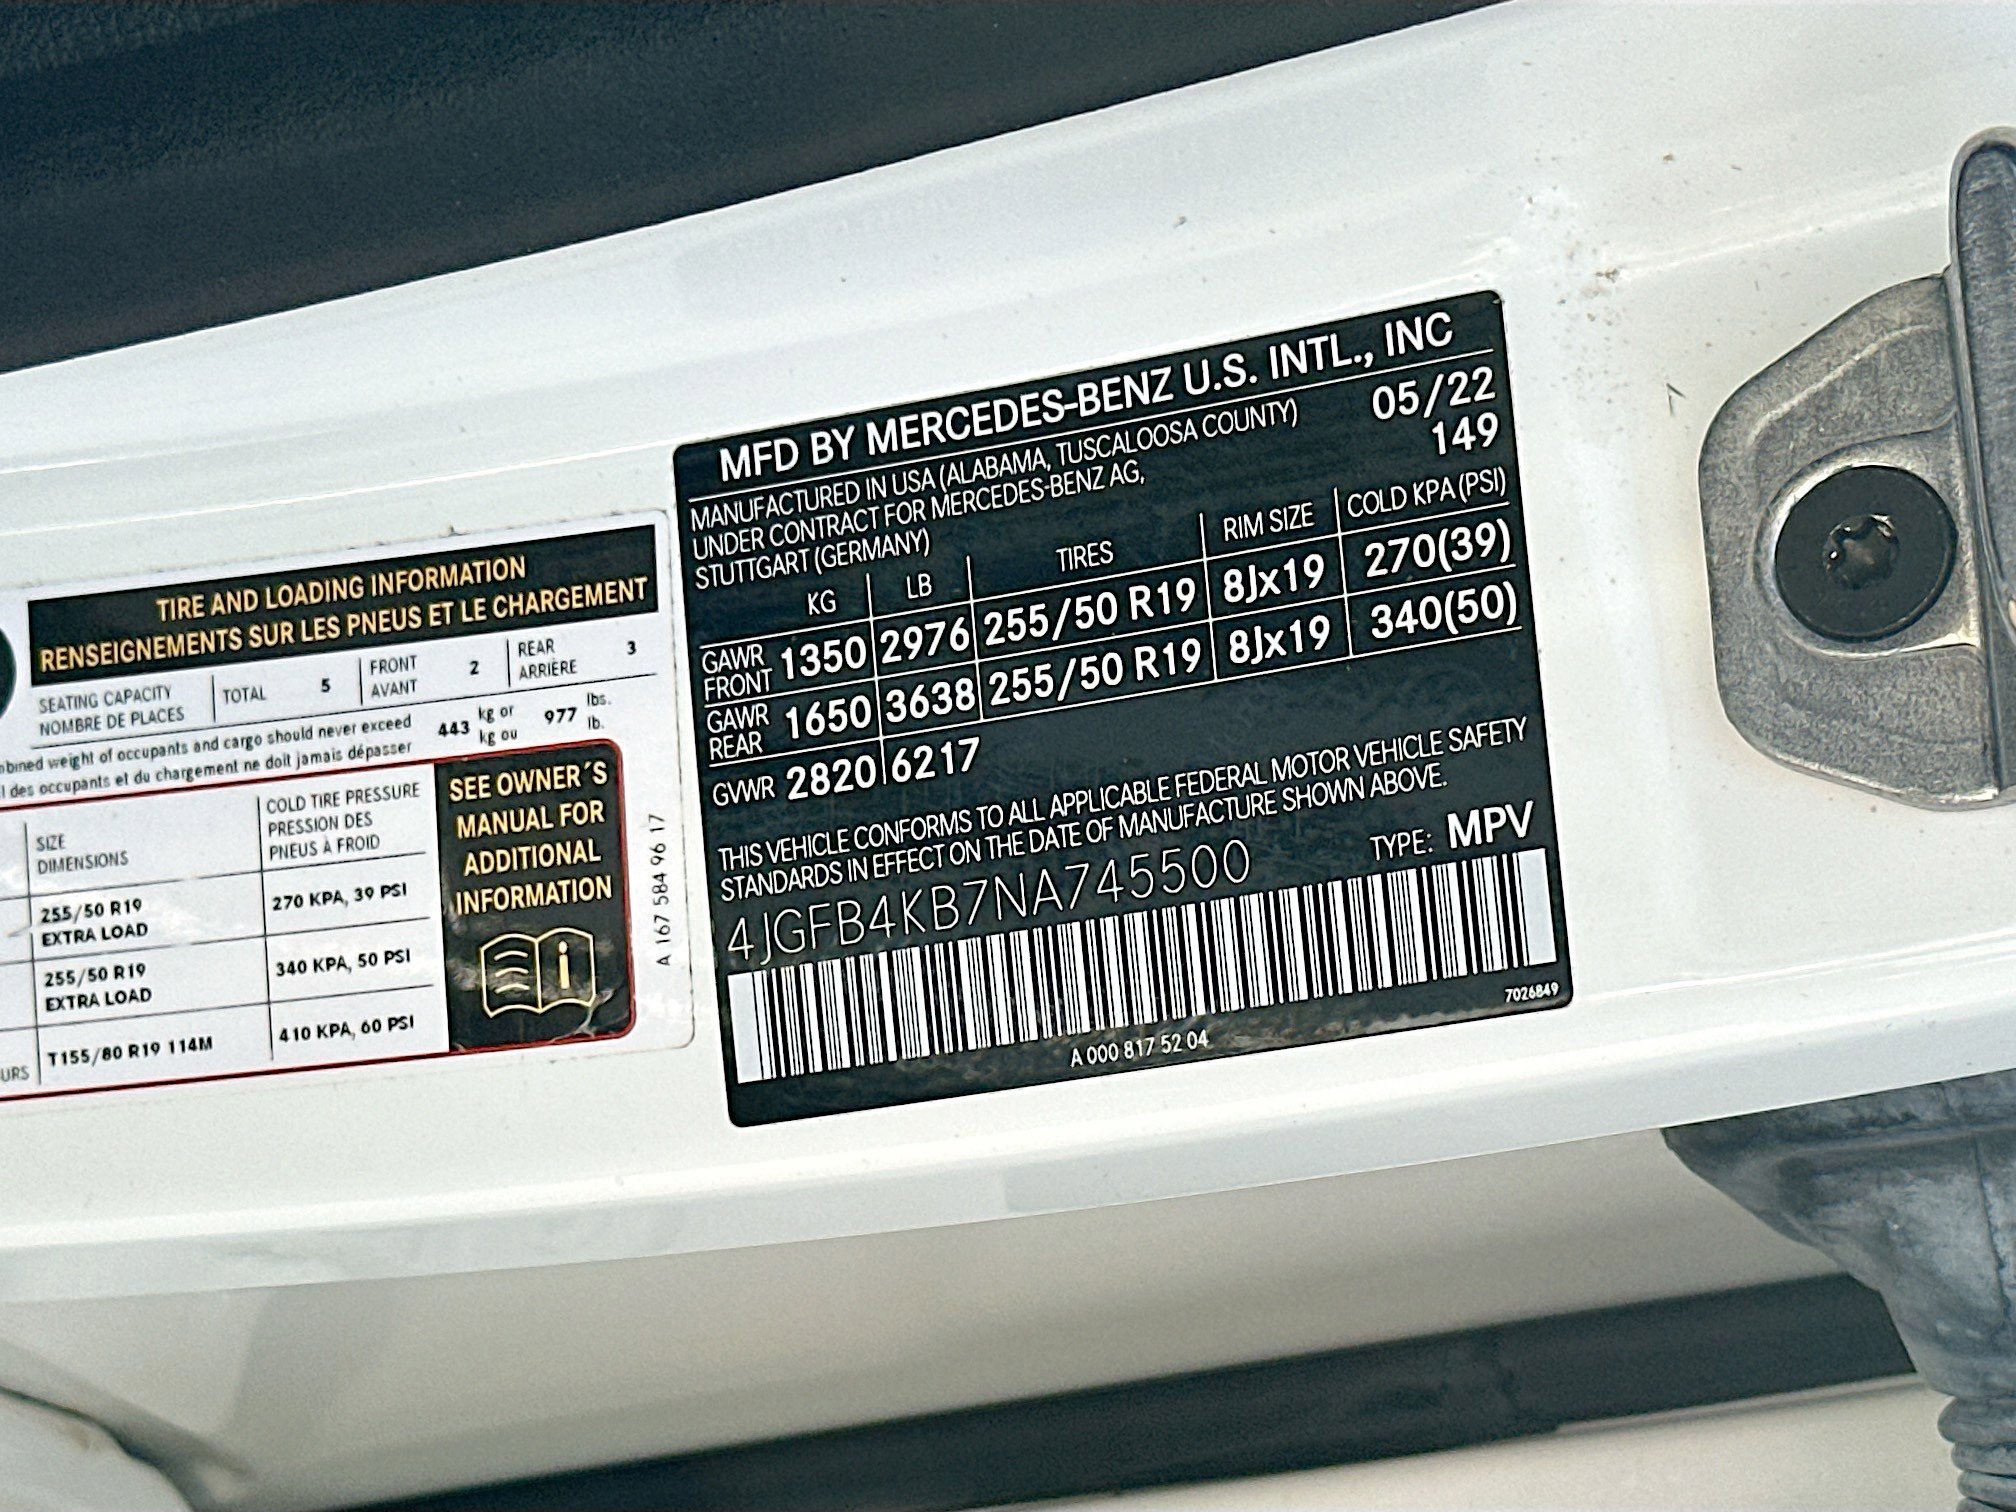 TIRE AND LOADING INFORMATION
RENSEIGNEMENTS SUR LES PNEUS ET LE CHARGEMENT
SEATING CAPACITY
NOMBRE DE PLACES
TOTAL 5
FRONT
AVANT
2
REAR
ARRIÈRE
3
weight of occupants and cargo should never exceed
des occupants et du chargement ne doit jamais dépasser
443
kg or
kg ou
977
lbs.
lb.
SIZE
DIMENSIONS
COLD TIRE PRESSURE
PRESSION DES
PNEUS À FROID
255/50 R19
EXTRA LOAD
270 KPA, 39 PSI
255/50 R19
EXTRA LOAD
340 KPA, 50 PSI
T155/80 R19 114M
410 KPA, 60 PSI
SEE OWNER´S
MANUAL FOR
ADDITIONAL
INFORMATION
A 167 584 96 17
MFD BY MERCEDES-BENZ U.S. INTL., INC
MANUFACTURED IN USA (ALABAMA, TUSCALOOSA COUNTY) 05/22
UNDER CONTRACT FOR MERCEDES-BENZ AG, 149
STUTTGART (GERMANY)
KG LB TIRES RIM SIZE COLD KPA (PSI)
GAWR
FRONT
1350 2976 255/50 R19 8Jx19 270(39)
GAWR
REAR
1650 3638 255/50 R19 8Jx19 340(50)
GVWR 2820 6217
THIS VEHICLE CONFORMS TO ALL APPLICABLE FEDERAL MOTOR VEHICLE SAFETY
STANDARDS IN EFFECT ON THE DATE OF MANUFACTURE SHOWN ABOVE.
4JGFB4KB7NA745500 TYPE: MPV
7026849
A 000 817 52 04